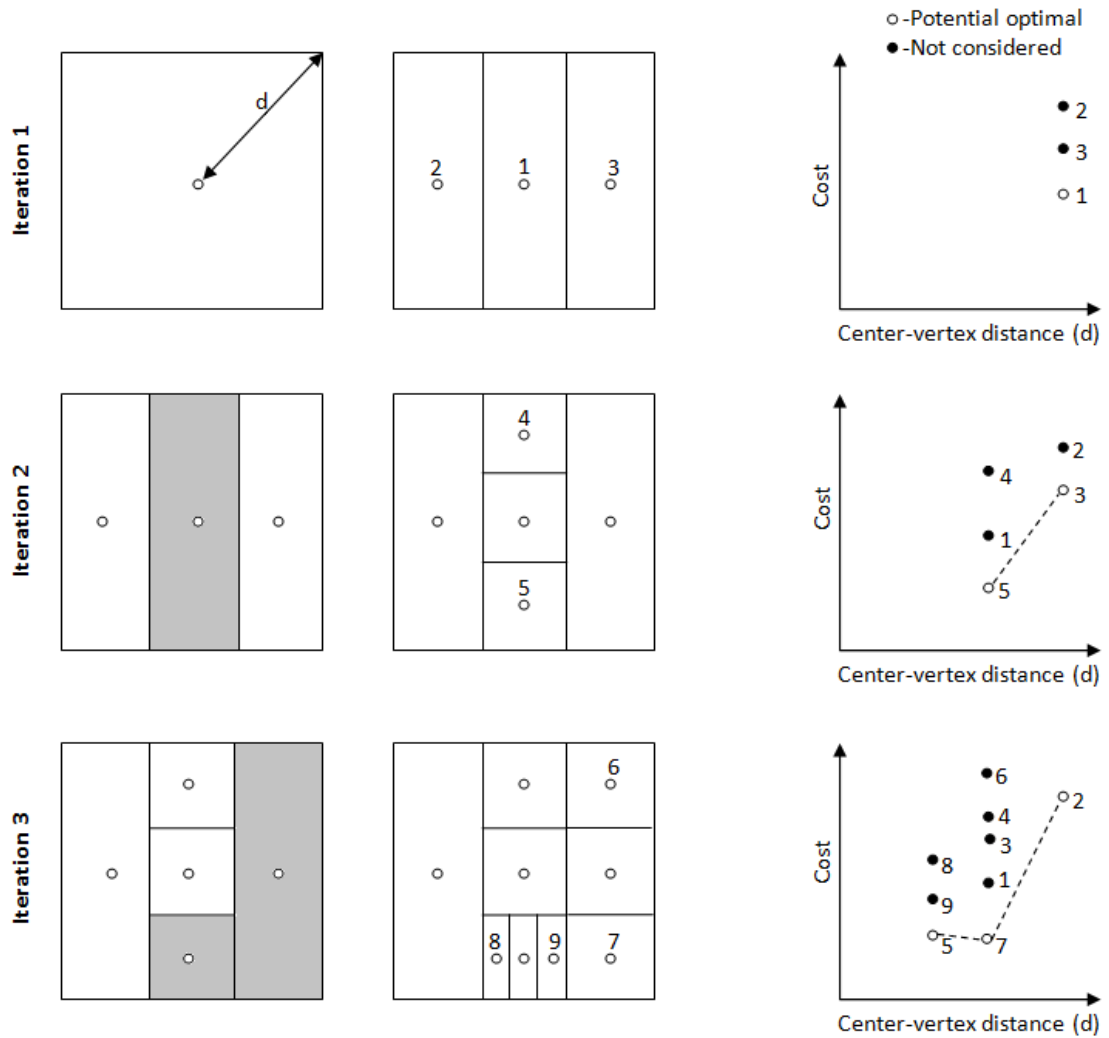 -Potential optimal
-Not considered
Iteration 1
d
2 1 3
Cost
2
3
1
Center-vertex distance (d)
Iteration 2
4
5
Cost
2
4
3
1
5
Center-vertex distance (d)
Iteration 3
6
8 9 7
Cost
6
2
4
3
8
1
9
5 7
Center-vertex distance (d)